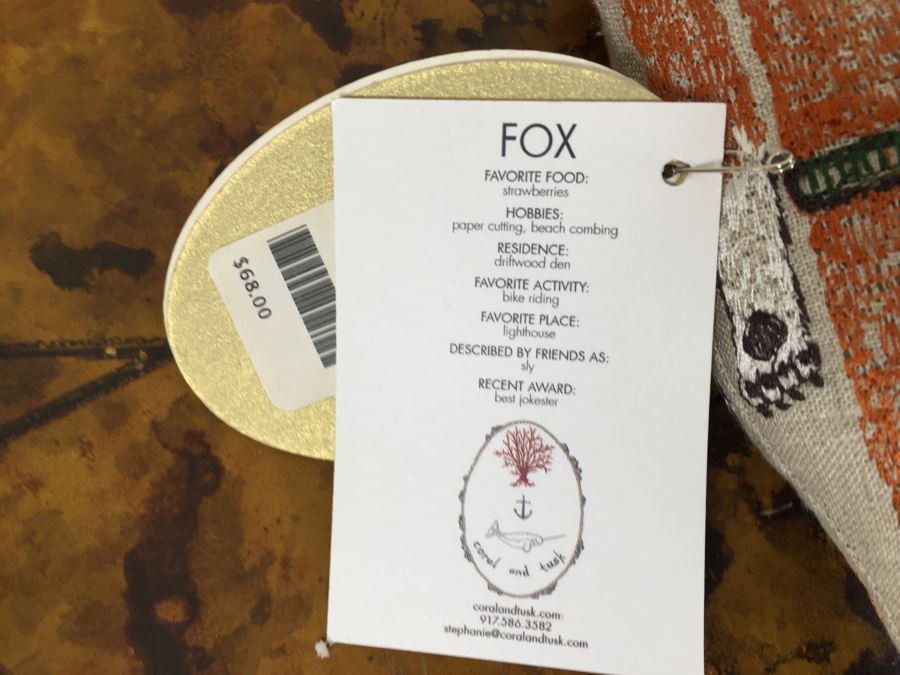 $68.00
FOX
FAVORITE FOOD:
strawberries
HOBBIES:
paper cutting, beach combing
RESIDENCE:
driftwood den
FAVORITE ACTIVITY:
bike riding
FAVORITE PLACE:
lighthouse
DESCRIBED BY FRIENDS AS:
sly
RECENT AWARD:
best jokester
coral and tusk
coralandtusk.com
917.586.3582
stephanie@coralandtusk.com